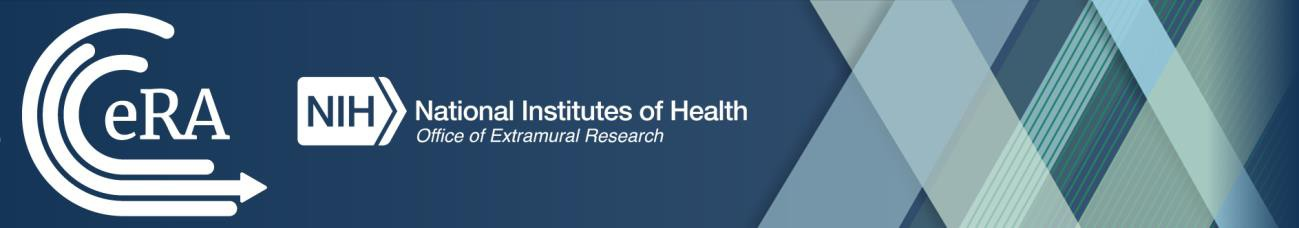 eRA
NIH
National Institutes of Health
Office of Extramural Research